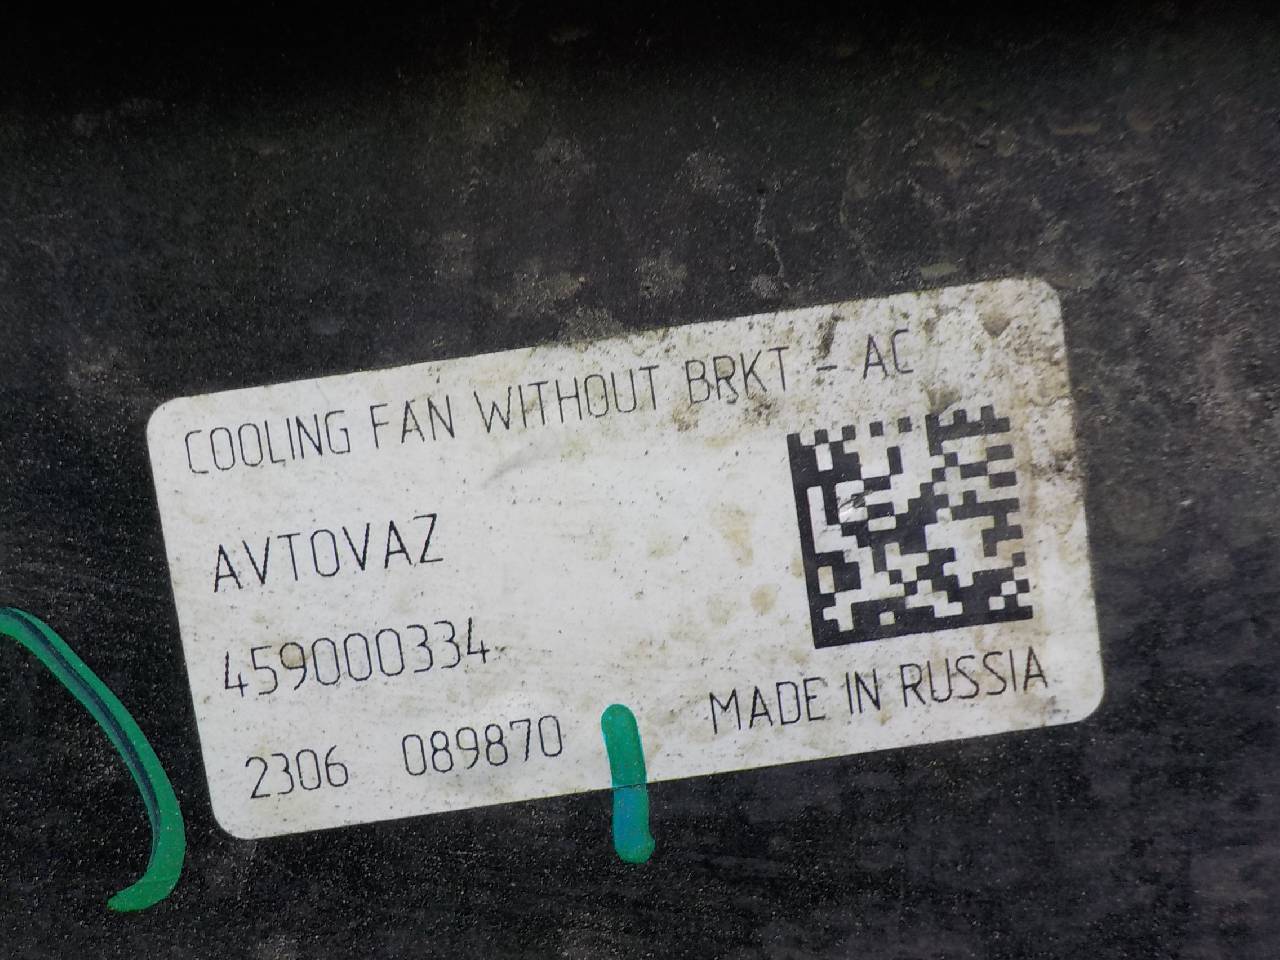 COOLING FAN WITHOUT BRKT - AC
AVTOVAZ
459000334
2306 089870
MADE IN RUSSIA